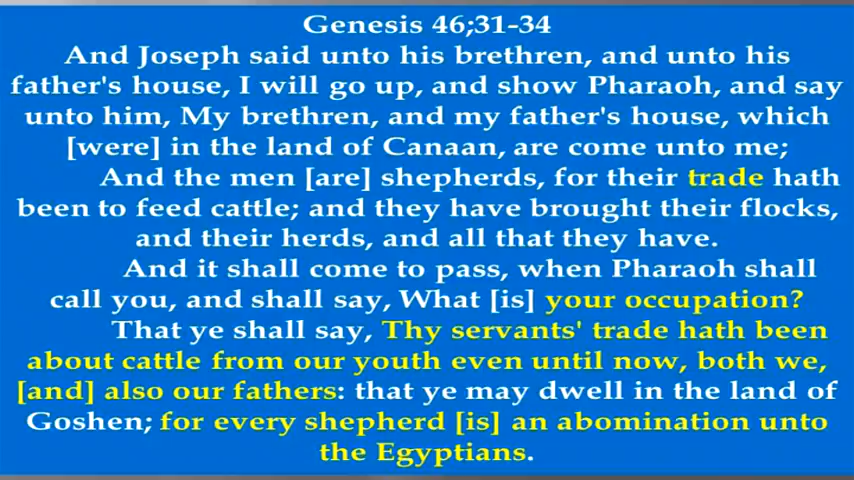 Genesis 46;31-34
And Joseph said unto his brethren, and unto his
father's house, I will go up, and show Pharaoh, and say
unto him, My brethren, and my father's house, which
[were] in the land of Canaan, are come unto me;
And the men [are] shepherds, for their trade hath
been to feed cattle; and they have brought their flocks,
and their herds, and all that they have.
And it shall come to pass, when Pharaoh shall
call you, and shall say, What [is] your occupation?
That ye shall say, Thy servants' trade hath been
about cattle from our youth even until now, both we,
[and] also our fathers: that ye may dwell in the land of
Goshen; for every shepherd [is] an abomination unto
the Egyptians.